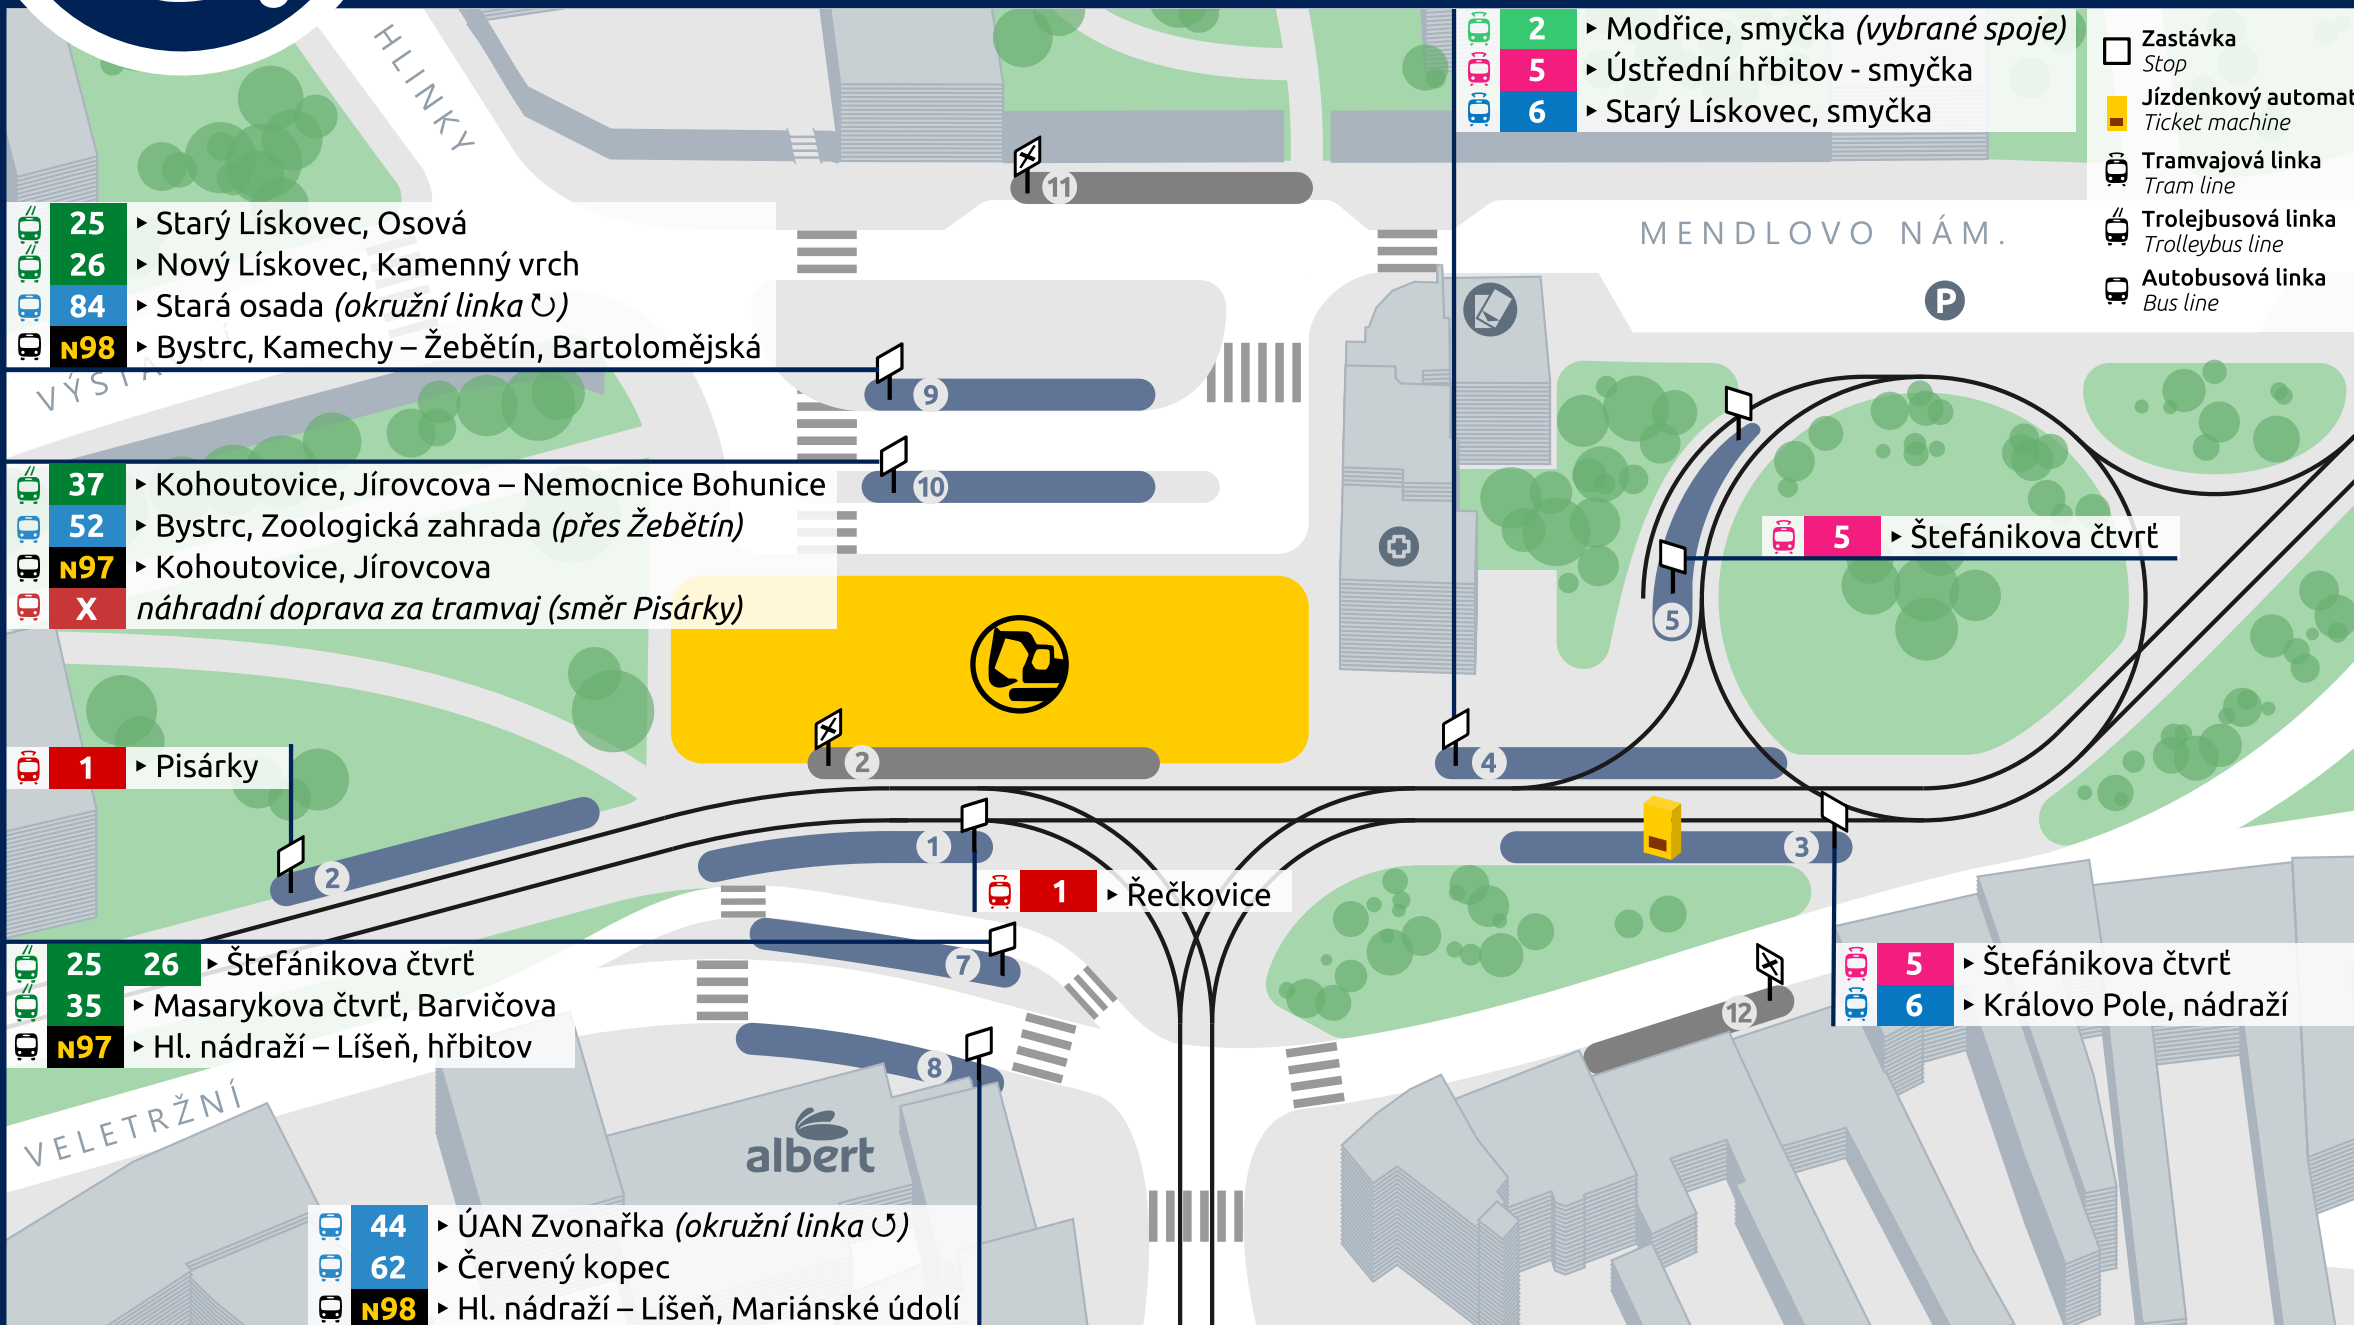 HLINKY
2 ▸ Modřice, smyčka (vybrané spoje)
5 ▸ Ústřední hřbitov - smyčka
6 ▸ Starý Lískovec, smyčka
Zastávka
Stop
Jízdenkový automat
Ticket machine
Tramvajová linka
Tram line
Trolejbusová linka
Trolleybus line
Autobusová linka
Bus line
11
MENDLOVO NÁM.
P
25 ▸ Starý Lískovec, Osová
26 ▸ Nový Lískovec, Kamenný vrch
84 ▸ Stará osada (okružní linka ↻)
N98 ▸ Bystrc, Kamechy – Žebětín, Bartolomějská
VÝSTA
9
10
37 ▸ Kohoutovice, Jírovcova – Nemocnice Bohunice
52 ▸ Bystrc, Zoologická zahrada (přes Žebětín)
N97 ▸ Kohoutovice, Jírovcova
X náhradní doprava za tramvaj (směr Pisárky)
5 ▸ Štefánikova čtvrť
5
2
4
1 ▸ Pisárky
2
1
3
1 ▸ Řečkovice
7
8
12
25 26 ▸ Štefánikova čtvrť
35 ▸ Masarykova čtvrť, Barvičova
N97 ▸ Hl. nádraží – Líšeň, hřbitov
5 ▸ Štefánikova čtvrť
6 ▸ Královo Pole, nádraží
VELETRŽNÍ
albert
44 ▸ ÚAN Zvonařka (okružní linka ↺)
62 ▸ Červený kopec
N98 ▸ Hl. nádraží – Líšeň, Mariánské údolí